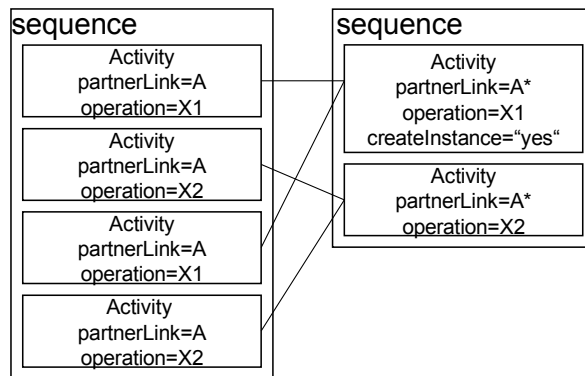 sequence
Activity
partnerLink=A
operation=X1
Activity
partnerLink=A
operation=X2
Activity
partnerLink=A
operation=X1
Activity
partnerLink=A
operation=X2
sequence
Activity
partnerLink=A*
operation=X1
createInstance=“yes“
Activity
partnerLink=A*
operation=X2